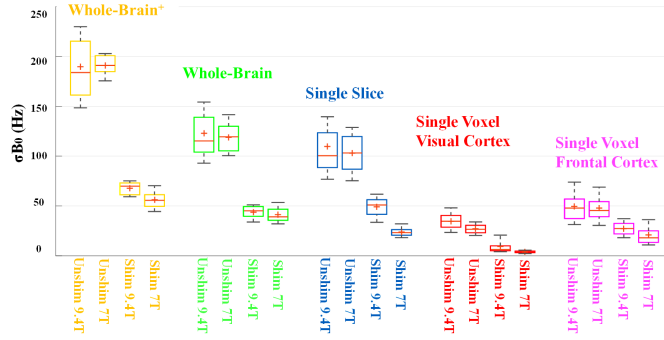 250
200
150
100
50
0
σB₀ (Hz)
Whole-Brain⁺
Whole-Brain
Single Slice
Single Voxel
Visual Cortex
Single Voxel
Frontal Cortex
Unshim 9.4T
Unshim 7T
Shim 9.4T
Shim 7T
Unshim 9.4T
Unshim 7T
Shim 9.4T
Shim 7T
Unshim 9.4T
Unshim 7T
Shim 9.4T
Shim 7T
Unshim 9.4T
Unshim 7T
Shim 9.4T
Shim 7T
Unshim 9.4T
Unshim 7T
Shim 9.4T
Shim 7T